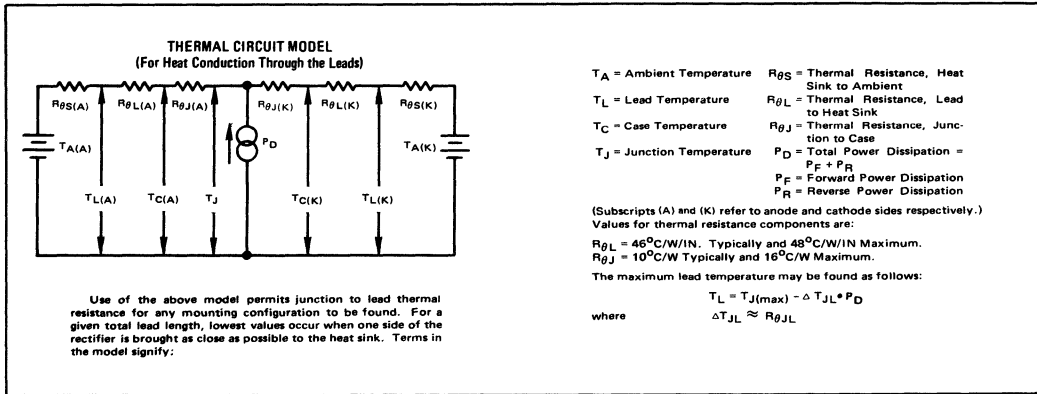 THERMAL CIRCUIT MODEL
(For Heat Conduction Through the Leads)
RθS(A) RθL(A) RθJ(A) RθJ(K) RθL(K) RθS(K)
TA(A) PD TA(K)
TL(A) TC(A) TJ TC(K) TL(K)
Use of the above model permits junction to lead thermal
resistance for any mounting configuration to be found. For a
given total lead length, lowest values occur when one side of the
rectifier is brought as close as possible to the heat sink. Terms in
the model signify:
TA = Ambient Temperature RθS = Thermal Resistance, Heat
Sink to Ambient
TL = Lead Temperature RθL = Thermal Resistance, Lead
to Heat Sink
TC = Case Temperature RθJ = Thermal Resistance, Junc-
tion to Case
TJ = Junction Temperature PD = Total Power Dissipation =
PF + PR
PF = Forward Power Dissipation
PR = Reverse Power Dissipation
(Subscripts (A) and (K) refer to anode and cathode sides respectively.)
Values for thermal resistance components are:
RθL = 46°C/W/IN. Typically and 48°C/W/IN Maximum.
RθJ = 10°C/W Typically and 16°C/W Maximum.
The maximum lead temperature may be found as follows:
TL = TJ(max) - Δ TJL • PD
where ΔTJL ≈ RθJL